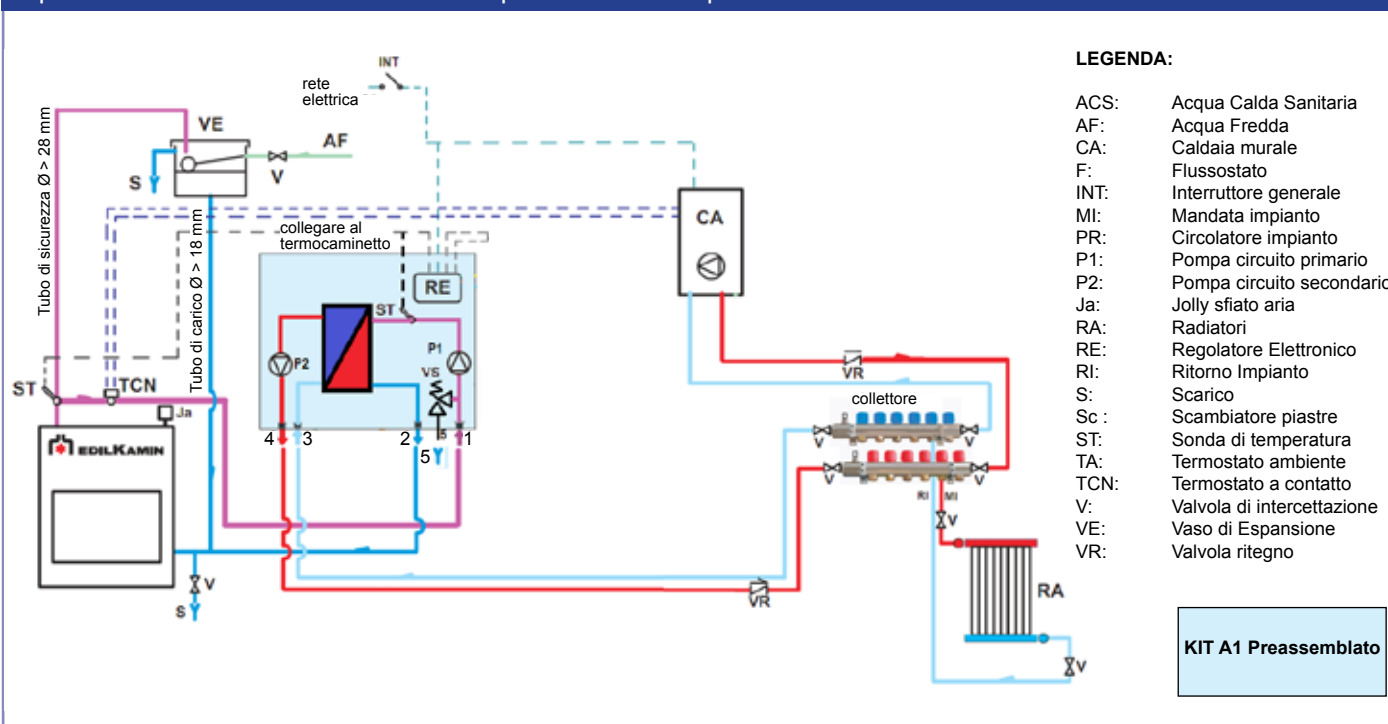 INT
rete
elettrica
VE
AF
V
S
Tubo di sicurezza Ø > 28 mm
Tubo di carico Ø > 18 mm
collegare al
termocaminetto
RE
CA
ST
P2
P1
VS
ST
TCN
Ja
EDILKAMIN
4
3
2
1
5
5
V
S
VR
VR
collettore
V
V
V
V
RI
MI
V
RA
V
LEGENDA:
ACS: Acqua Calda Sanitaria
AF: Acqua Fredda
CA: Caldaia murale
F: Flussostato
INT: Interruttore generale
MI: Mandata impianto
PR: Circolatore impianto
P1: Pompa circuito primario
P2: Pompa circuito secondario
Ja: Jolly sfiato aria
RA: Radiatori
RE: Regolatore Elettronico
RI: Ritorno Impianto
S: Scarico
Sc : Scambiatore piastre
ST: Sonda di temperatura
TA: Termostato ambiente
TCN: Termostato a contatto
V: Valvola di intercettazione
VE: Vaso di Espansione
VR: Valvola ritegno
KIT A1 Preassemblato